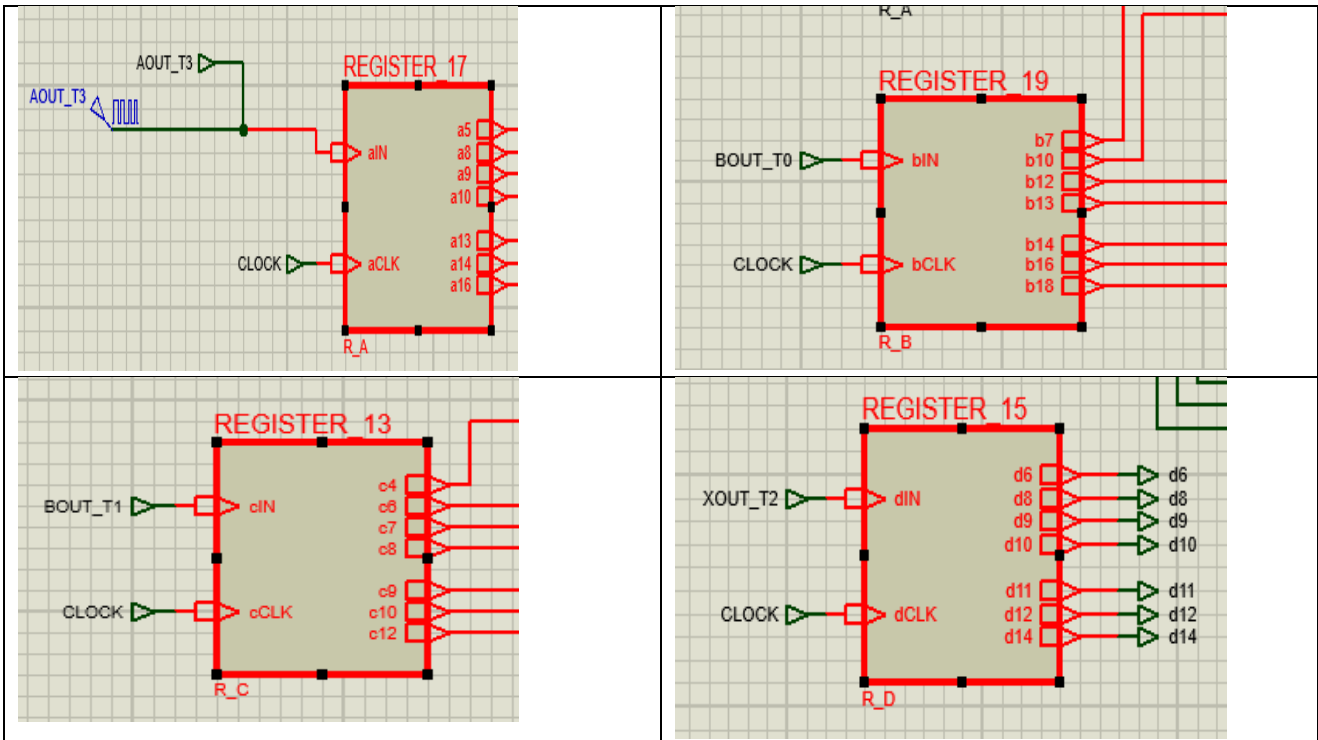 AOUT_T3
AOUT_T3
REGISTER_17
aIN
aCLK
CLOCK
a5
a8
a9
a10
a13
a14
a16
R_A
R_A
REGISTER_19
BOUT_T0
bIN
CLOCK
bCLK
b7
b10
b12
b13
b14
b16
b18
R_B
REGISTER_13
BOUT_T1
cIN
CLOCK
cCLK
c4
c6
c7
c8
c9
c10
c12
R_C
REGISTER_15
XOUT_T2
dIN
CLOCK
dCLK
d6 d6
d8 d8
d9 d9
d10 d10
d11 d11
d12 d12
d14 d14
R_D